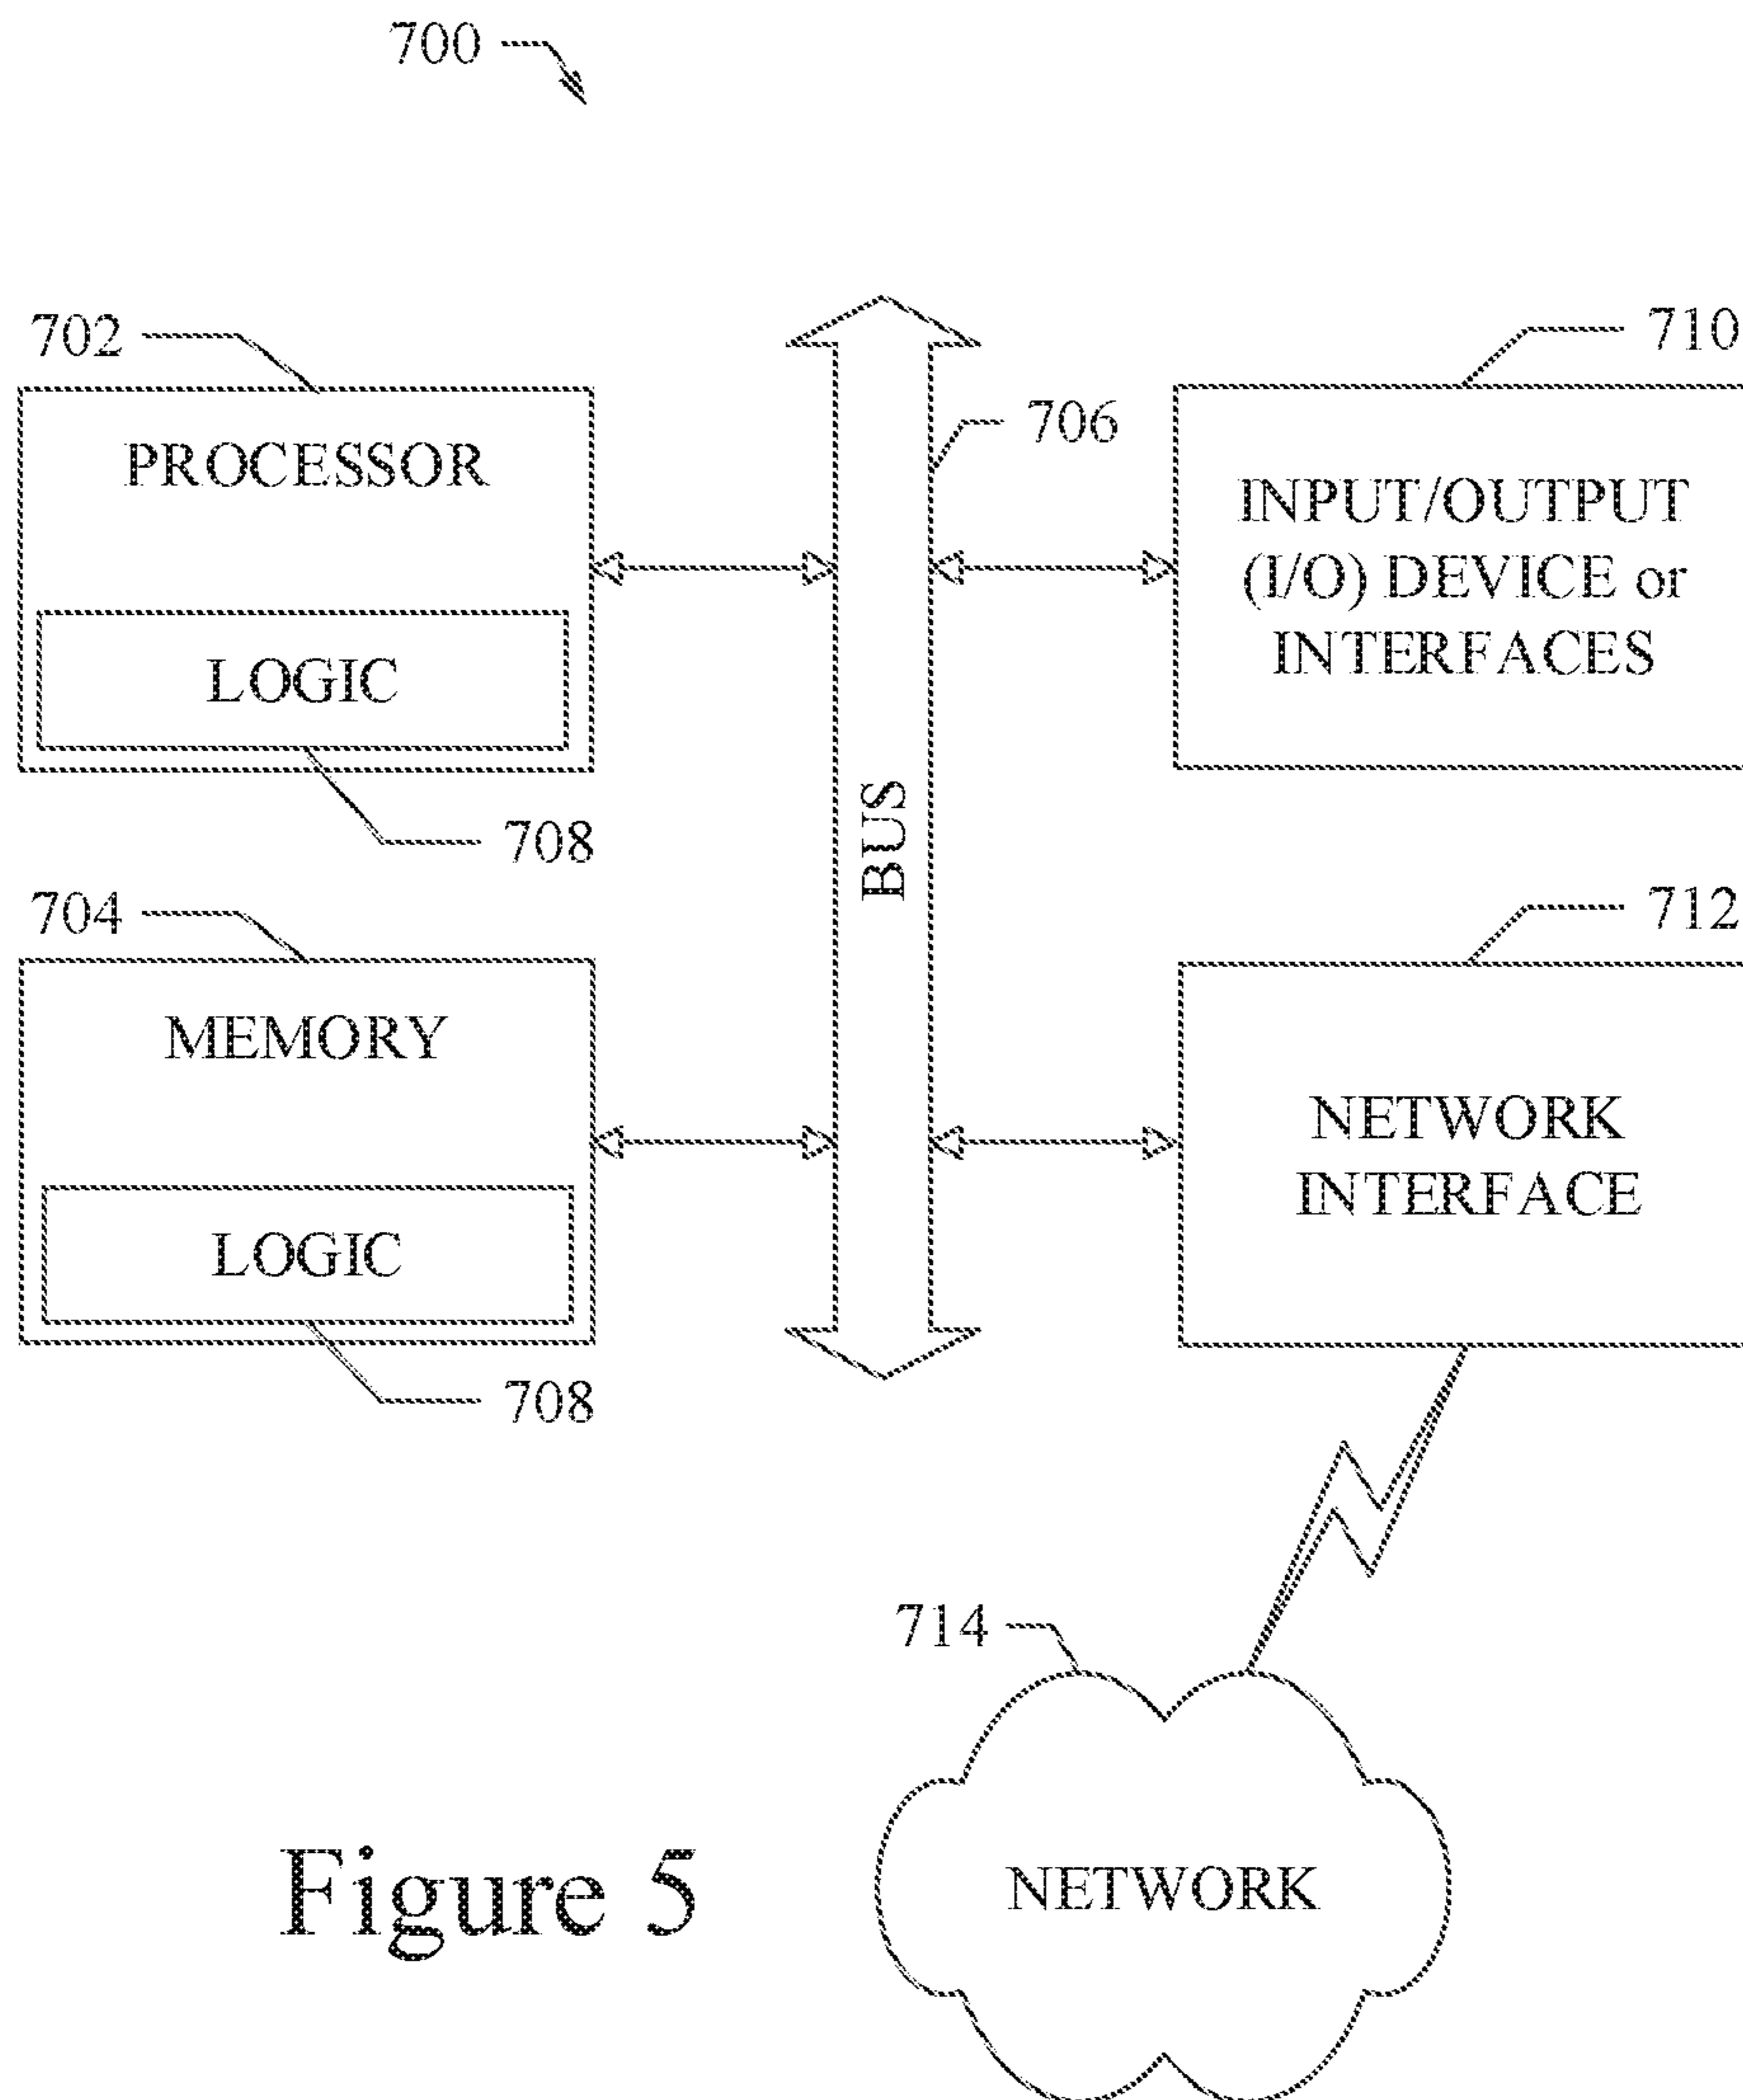 700
702
PROCESSOR
LOGIC
708
704
MEMORY
LOGIC
708
706
BUS
710
INPUT/OUTPUT
(I/O) DEVICE or
INTERFACES
712
NETWORK
INTERFACE
714
NETWORK
Figure 5